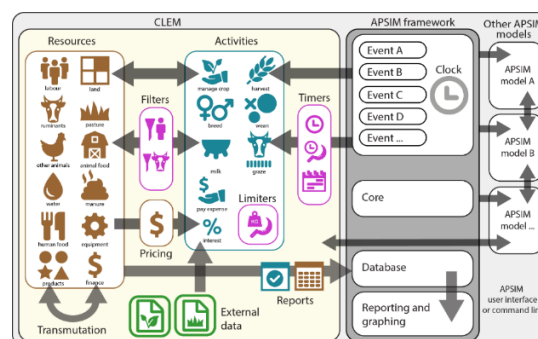 CLEM
APSIM framework
Other APSIM
models
Resources
Activities
labour
land
manage crop
harvest
Event A
Event B
Event C
Event D
Event ...
Clock
APSIM
model A
Filters
Timers
ruminants
pasture
breed
wean
other animals
animal food
milk
graze
APSIM
model B
water
manure
pay expense
Limiters
Core
APSIM
model ...
human food
equipment
Pricing
interest
products
finance
Reports
Database
Transmutation
External
data
Reporting and
graphing
APSIM
user interface
or command lin